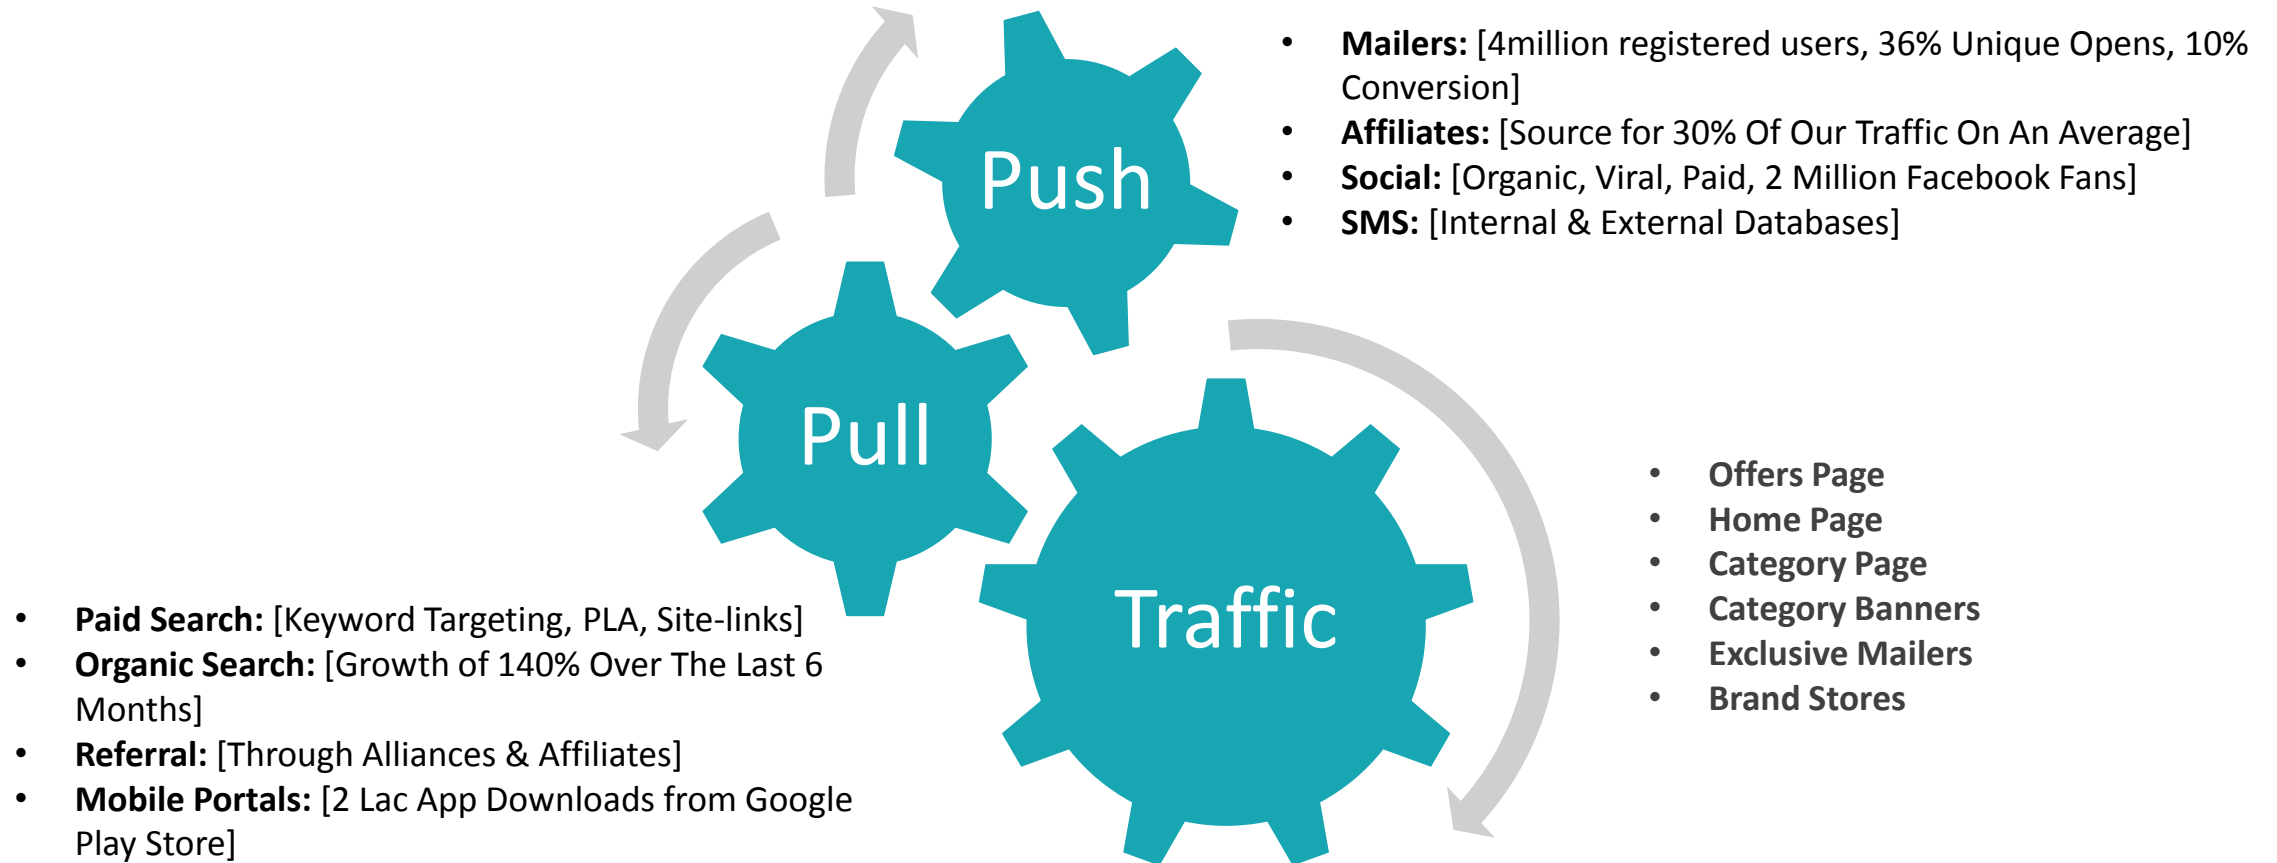 Push
• Mailers: [4million registered users, 36% Unique Opens, 10%
Conversion]
• Affiliates: [Source for 30% Of Our Traffic On An Average]
• Social: [Organic, Viral, Paid, 2 Million Facebook Fans]
• SMS: [Internal & External Databases]
Pull
• Paid Search: [Keyword Targeting, PLA, Site-links]
• Organic Search: [Growth of 140% Over The Last 6
Months]
• Referral: [Through Alliances & Affiliates]
• Mobile Portals: [2 Lac App Downloads from Google
Play Store]
Traffic
• Offers Page
• Home Page
• Category Page
• Category Banners
• Exclusive Mailers
• Brand Stores